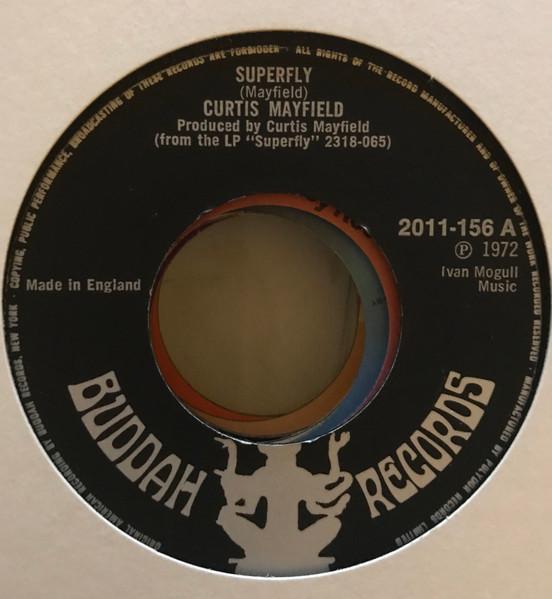 SUPERFLY
(Mayfield)
CURTIS MAYFIELD
Produced by Curtis Mayfield
(from the LP "Superfly" 2318-065)
2011-156 A
Ⓟ 1972
Ivan Mogull
Music
Made in England
BUDDAH RECORDS
ORIGINAL AMERICAN RECORDING BY BUDDAH RECORDS, NEW YORK · COPYING, PUBLIC PERFORMANCE, BROADCASTING OF THESE RECORDS ARE FORBIDDEN · ALL RIGHTS OF THE RECORD MANUFACTURER AND OF OWNER OF THE WORK RECORDED RESERVED · MANUFACTURED BY POLYDOR RECORDS LIMITED